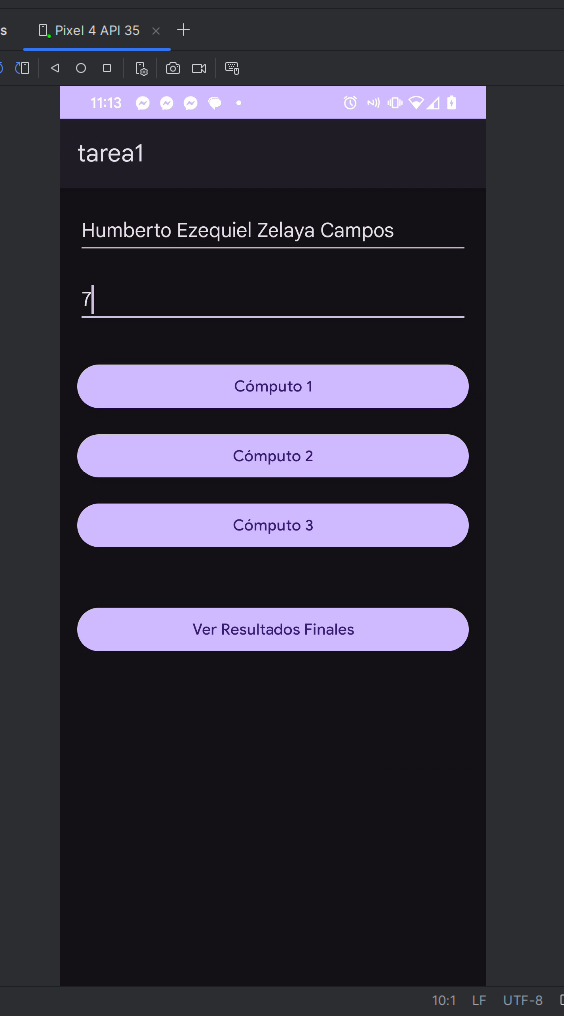 s
Pixel 4 API 35
11:13
tarea1
Humberto Ezequiel Zelaya Campos
7
Cómputo 1
Cómputo 2
Cómputo 3
Ver Resultados Finales
10:1 LF UTF-8